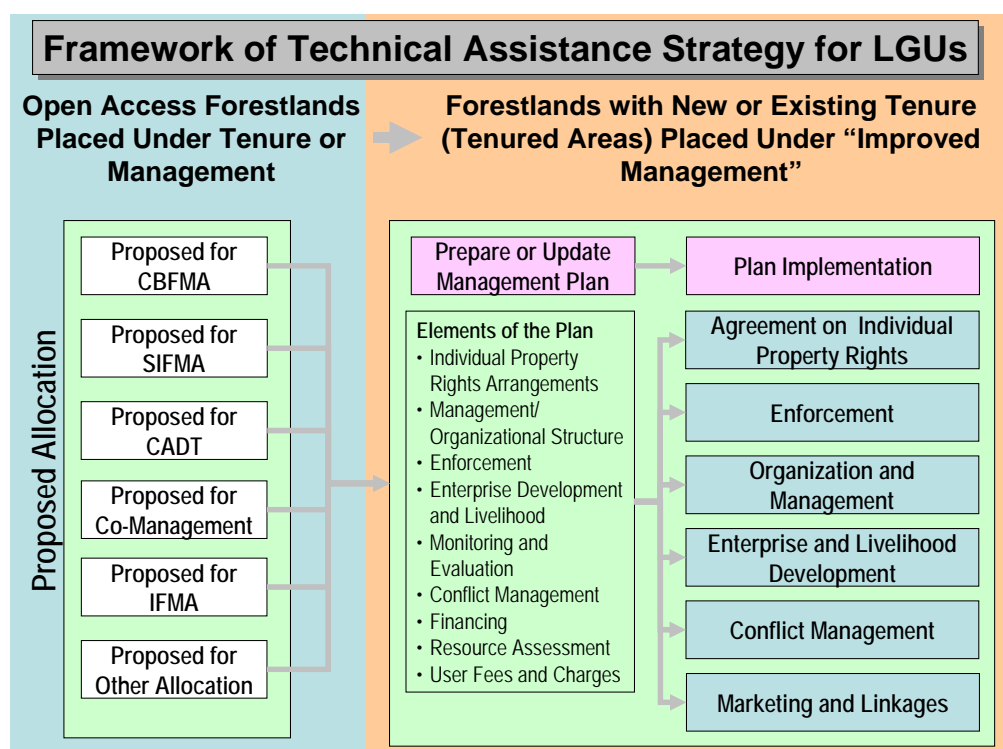 Framework of Technical Assistance Strategy for LGUs
Open Access Forestlands
Placed Under Tenure or
Management
Forestlands with New or Existing Tenure
(Tenured Areas) Placed Under “Improved
Management”
Proposed Allocation
Proposed for
CBFMA
Proposed for
SIFMA
Proposed for
CADT
Proposed for
Co-Management
Proposed for
IFMA
Proposed for
Other Allocation
Prepare or Update
Management Plan
Plan Implementation
Elements of the Plan
• Individual Property
Rights Arrangements
• Management/
Organizational Structure
• Enforcement
• Enterprise Development
and Livelihood
• Monitoring and
Evaluation
• Conflict Management
• Financing
• Resource Assessment
• User Fees and Charges
Agreement on Individual
Property Rights
Enforcement
Organization and
Management
Enterprise and Livelihood
Development
Conflict Management
Marketing and Linkages